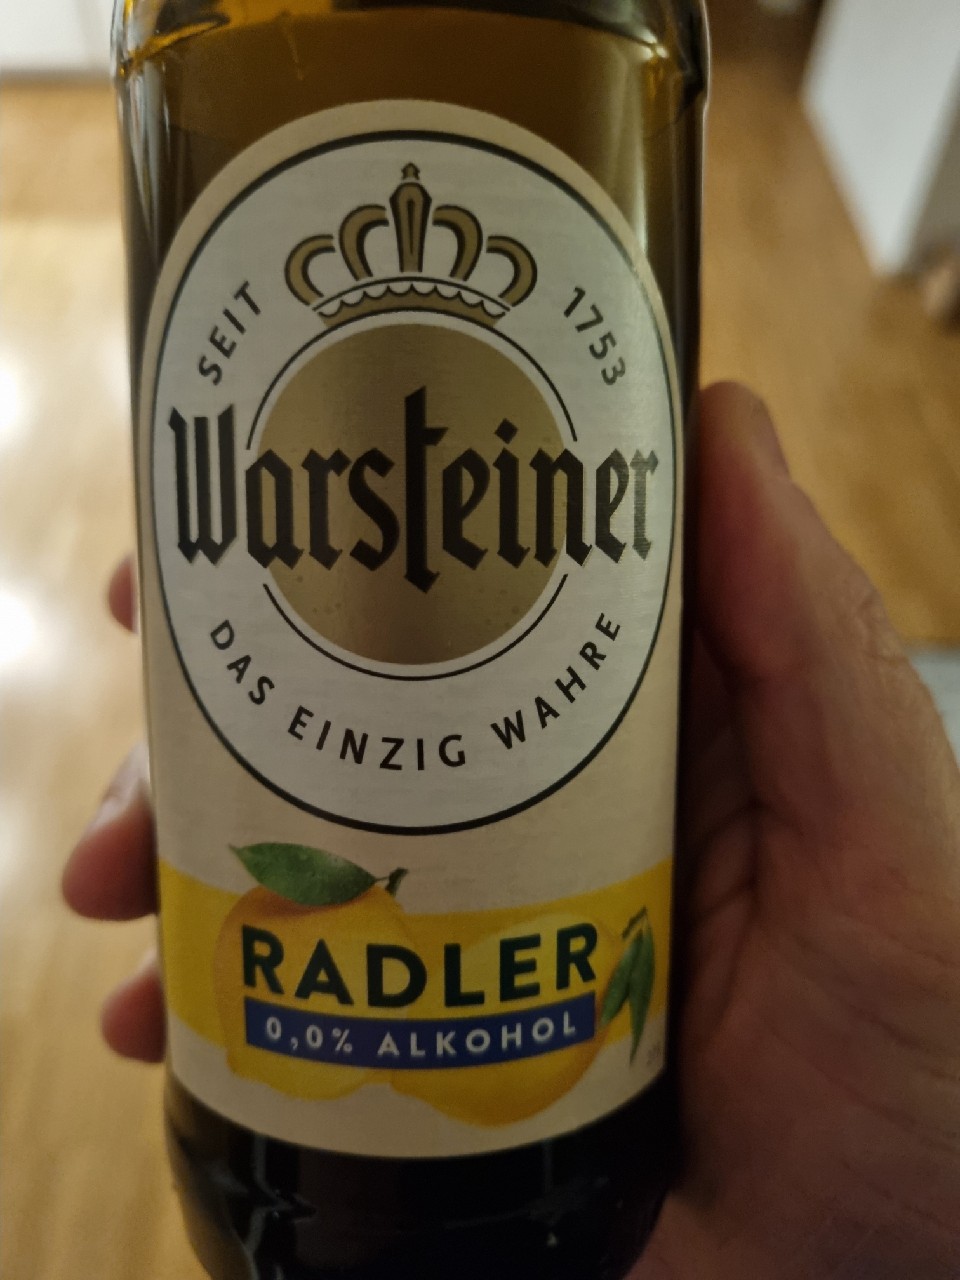 SEIT 1753
Warsteiner
DAS EINZIG WAHRE
RADLER
0,0% ALKOHOL